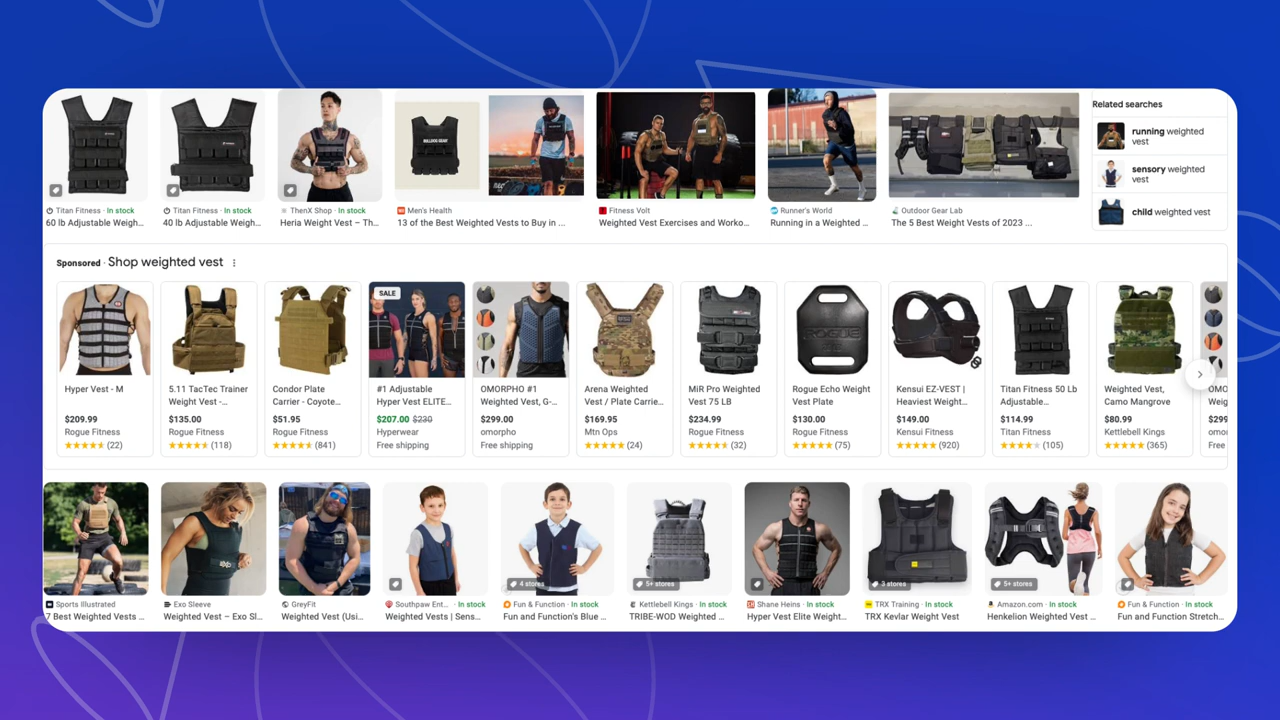 Titan Fitness · In stock
60 lb Adjustable Weigh...
Titan Fitness · In stock
40 lb Adjustable Weigh...
ThenX Shop · In stock
Heria Weight Vest – Th...
BULLDOG GEAR
Men's Health
13 of the Best Weighted Vests to Buy in ...
Fitness Volt
Weighted Vest Exercises and Worko...
Runner's World
Running in a Weighted ...
Outdoor Gear Lab
The 5 Best Weight Vests of 2023 ...
Related searches
running weighted
vest
sensory weighted
vest
child weighted vest
Sponsored · Shop weighted vest
Hyper Vest - M
$209.99
Rogue Fitness
(22)
5.11 TacTec Trainer
Weight Vest -...
$135.00
Rogue Fitness
(118)
Condor Plate
Carrier - Coyote...
$51.95
Rogue Fitness
(841)
SALE
#1 Adjustable
Hyper Vest ELITE...
$207.00 $230
Hyperwear
Free shipping
OMORPHO #1
Weighted Vest, G-...
$299.00
omorpho
Free shipping
Arena Weighted
Vest / Plate Carrie...
$169.95
Mtn Ops
(24)
MiR Pro Weighted
Vest 75 LB
$234.99
Rogue Fitness
(32)
ROGUE
Rogue Echo Weight
Vest Plate
$130.00
Rogue Fitness
(75)
Kensui EZ-VEST |
Heaviest Weight...
$149.00
Kensui Fitness
(920)
Titan Fitness 50 Lb
Adjustable...
$114.99
Titan Fitness
(105)
Weighted Vest,
Camo Mangrove
$80.99
Kettlebell Kings
(365)
OMO
Weig
$299
omor
Free
Sports Illustrated
7 Best Weighted Vests ...
Exo Sleeve
Weighted Vest – Exo Sl...
GreyFit
Weighted Vest (Usi...
Southpaw Ent... · In stock
Weighted Vests | Sens...
4 stores
Fun & Function · In stock
Fun and Function's Blue ...
5+ stores
Kettlebell Kings · In stock
TRIBE-WOD Weighted ...
Shane Heins · In stock
Hyper Vest Elite Weight...
3 stores
TRX Training · In stock
TRX Kevlar Weight Vest
5+ stores
Amazon.com · In stock
Henkelion Weighted Vest ...
Fun & Function · In stock
Fun and Function Stretch...